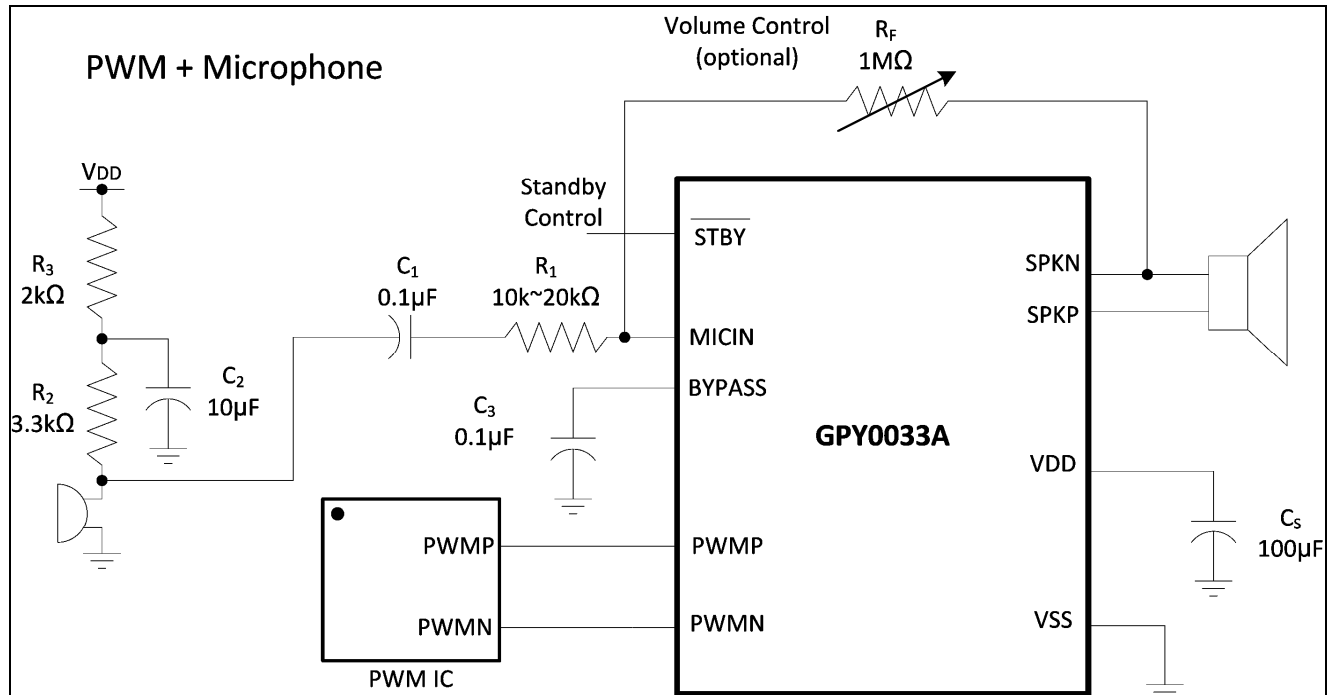 PWM + Microphone
Volume Control
(optional)
RF
1MΩ
VDD
Standby
Control
STBY
R3
2kΩ
C1
0.1µF
R1
10k~20kΩ
SPKN
SPKP
MICIN
BYPASS
R2
3.3kΩ
C2
10µF
C3
0.1µF
GPY0033A
VDD
CS
100µF
PWMP
PWMP
PWMN
PWMN
VSS
PWM IC